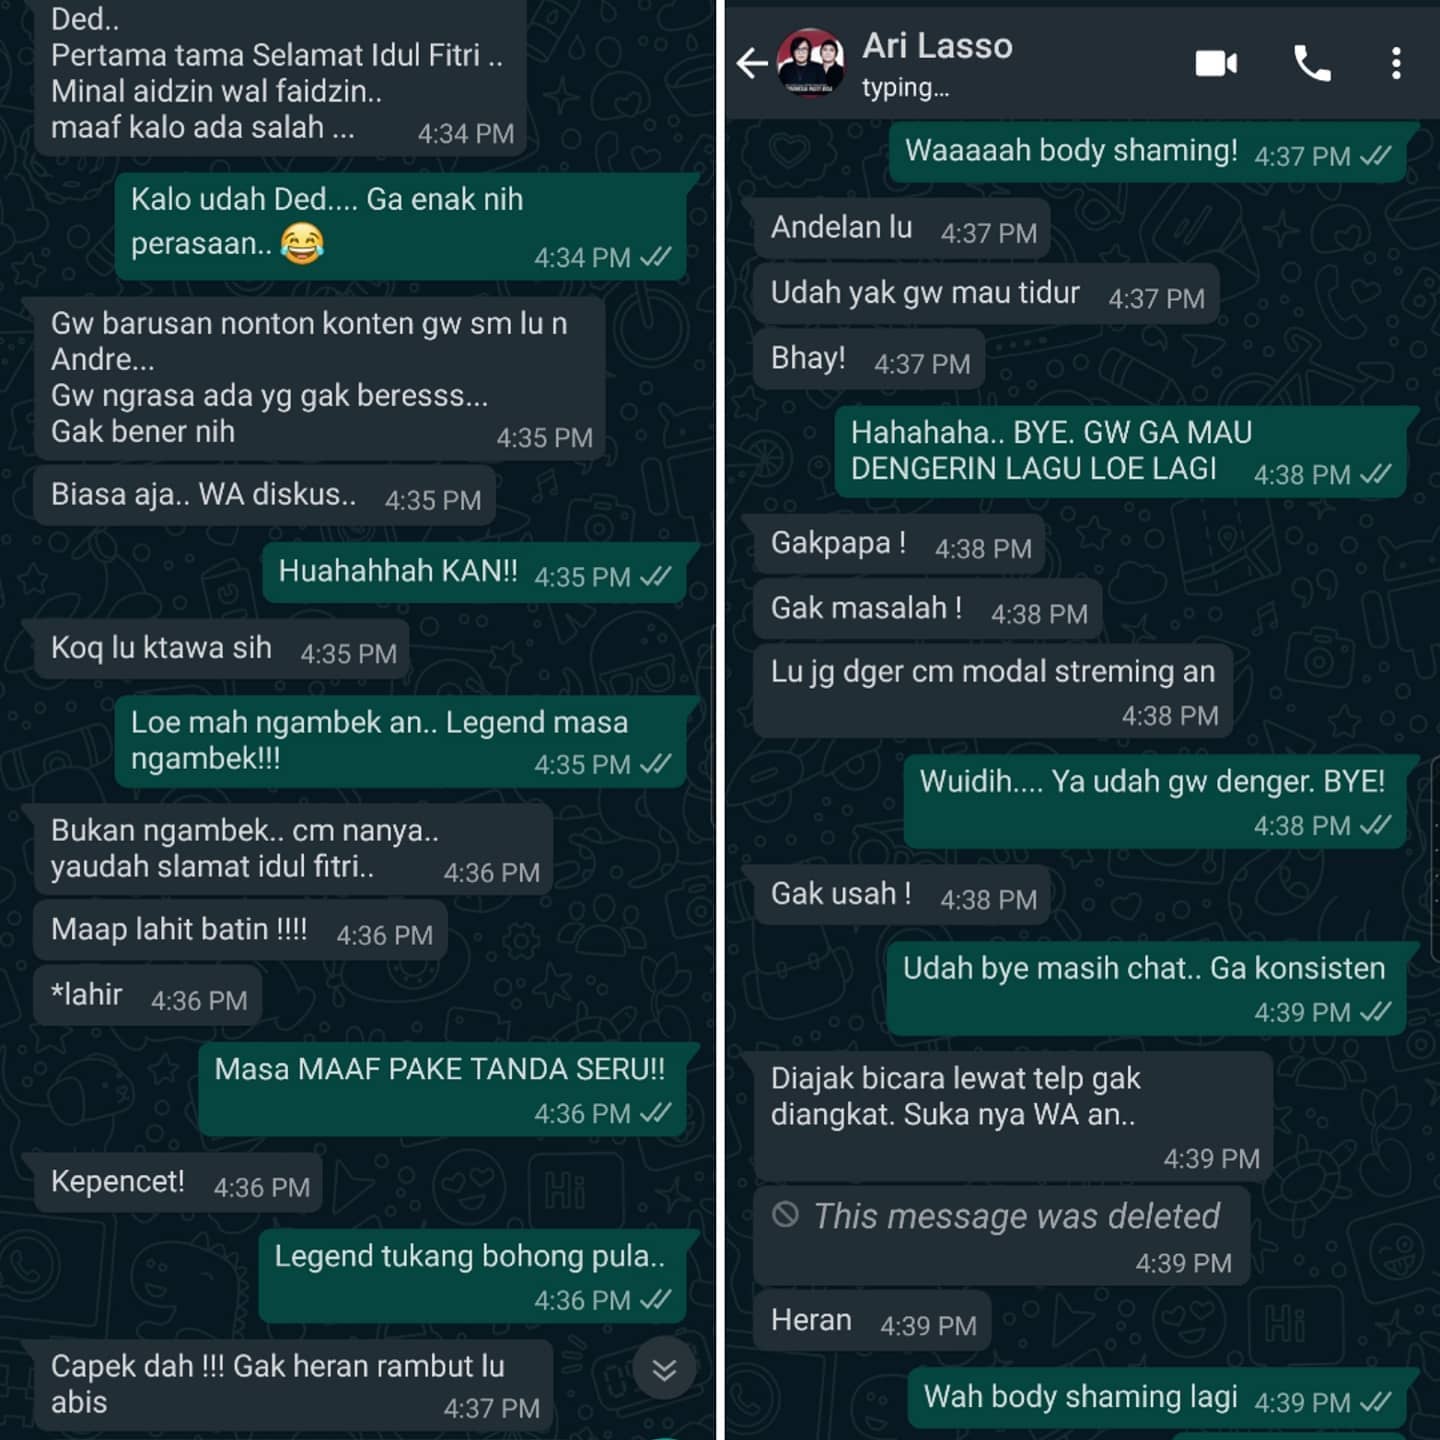 Ded..
Pertama tama Selamat Idul Fitri ..
Minal aidzin wal faidzin..
maaf kalo ada salah ... 4:34 PM
Kalo udah Ded.... Ga enak nih
perasaan.. 😂 4:34 PM
Gw barusan nonton konten gw sm lu n
Andre...
Gw ngrasa ada yg gak beresss...
Gak bener nih 4:35 PM
Biasa aja.. WA diskus.. 4:35 PM
Huahahhah KAN!! 4:35 PM
Koq lu ktawa sih 4:35 PM
Loe mah ngambek an.. Legend masa
ngambek!!! 4:35 PM
Bukan ngambek.. cm nanya..
yaudah slamat idul fitri.. 4:36 PM
Maap lahit batin !!!! 4:36 PM
*lahir 4:36 PM
Masa MAAF PAKE TANDA SERU!!
4:36 PM
Kepencet! 4:36 PM
Legend tukang bohong pula..
4:36 PM
Capek dah !!! Gak heran rambut lu
abis 4:37 PM
Ari Lasso
typing...
Waaaaah body shaming! 4:37 PM
Andelan lu 4:37 PM
Udah yak gw mau tidur 4:37 PM
Bhay! 4:37 PM
Hahahaha.. BYE. GW GA MAU
DENGERIN LAGU LOE LAGI 4:38 PM
Gakpapa ! 4:38 PM
Gak masalah ! 4:38 PM
Lu jg dger cm modal streming an
4:38 PM
Wuidih.... Ya udah gw denger. BYE!
4:38 PM
Gak usah ! 4:38 PM
Udah bye masih chat.. Ga konsisten
4:39 PM
Diajak bicara lewat telp gak
diangkat. Suka nya WA an..
4:39 PM
This message was deleted
4:39 PM
Heran 4:39 PM
Wah body shaming lagi 4:39 PM